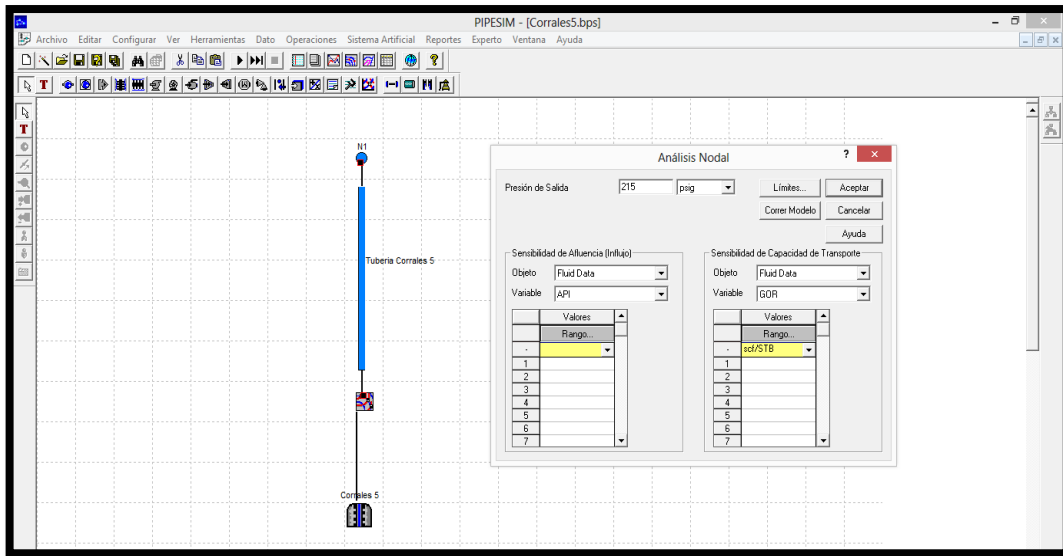 PIPESIM - [Corrales5.bps]
Archivo Editar Configurar Ver Herramientas Dato Operaciones Sistema Artificial Reportes Experto Ventana Ayuda
T
T
N1
Tuberia Corrales 5
Corrales 5
Análisis Nodal ? x
Presión de Salida 215 psig Límites... Aceptar
Correr Modelo Cancelar
Ayuda
Sensibilidad de Afluencia (Influjo) Sensibilidad de Capacidad de Transporte
Objeto Fluid Data Objeto Fluid Data
Variable API Variable GOR
Valores Valores
Rango... Rango...
- - scf/STB
1 1
2 2
3 3
4 4
5 5
6 6
7 7